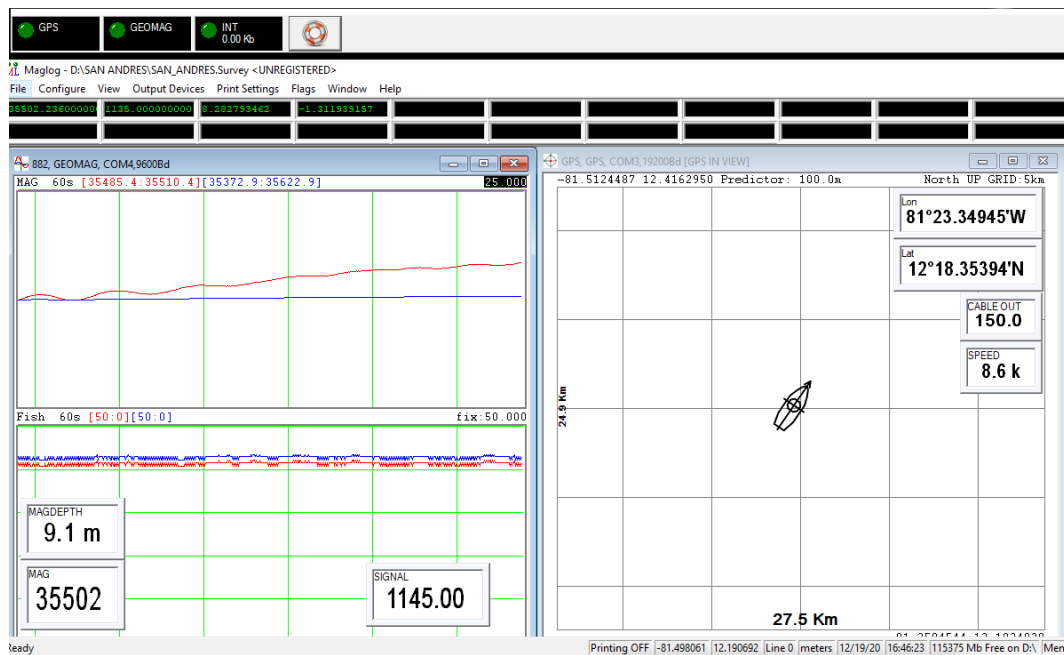 GPS
GEOMAG
INT
0.00 Kb
Maglog - D:\SAN ANDRES\SAN_ANDRES.Survey <UNREGISTERED>
File Configure View Output Devices Print Settings Flags Window Help
35502.23600000 1135.000000000 8.282793462 -1.311939157
882, GEOMAG, COM4,9600Bd
MAG 60s [35485.4:35510.4][35372.9:35622.9] 25.000
Fish 60s [50:0][50:0] fix:50.000
MAGDEPTH
9.1 m
MAG
35502
SIGNAL
1145.00
GPS, GPS, COM3,19200Bd [GPS IN VIEW]
-81.5124487 12.4162950 Predictor: 100.0m North UP GRID:5km
Lon
81°23.34945'W
Lat
12°18.35394'N
CABLE OUT
150.0
SPEED
8.6 k
24.9 Km
27.5 Km
Ready Printing OFF -81.498061 12.190692 Line 0 meters 12/19/20 16:46:23 115375 Mb Free on D:\